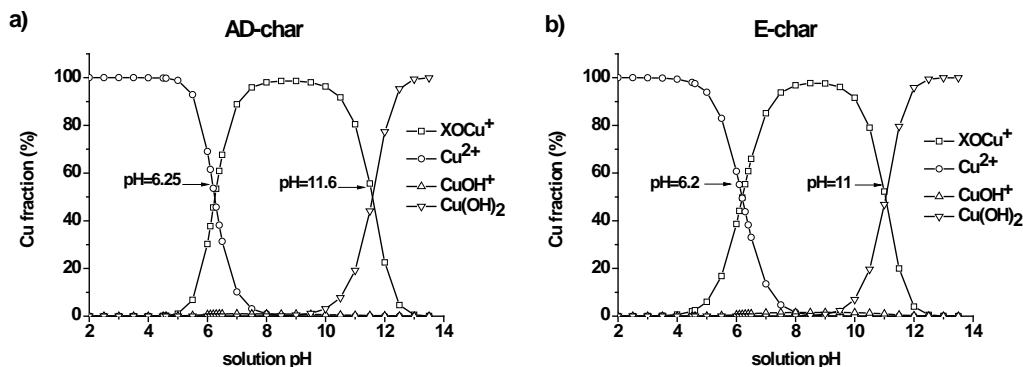 a)
AD-char
Cu fraction (%)
100
80
60
40
20
0
2 4 6 8 10 12 14
solution pH
pH=6.25
pH=11.6
XOCu⁺
Cu²⁺
CuOH⁺
Cu(OH)₂
b)
E-char
Cu fraction (%)
100
80
60
40
20
0
2 4 6 8 10 12 14
solution pH
pH=6.2
pH=11
XOCu⁺
Cu²⁺
CuOH⁺
Cu(OH)₂